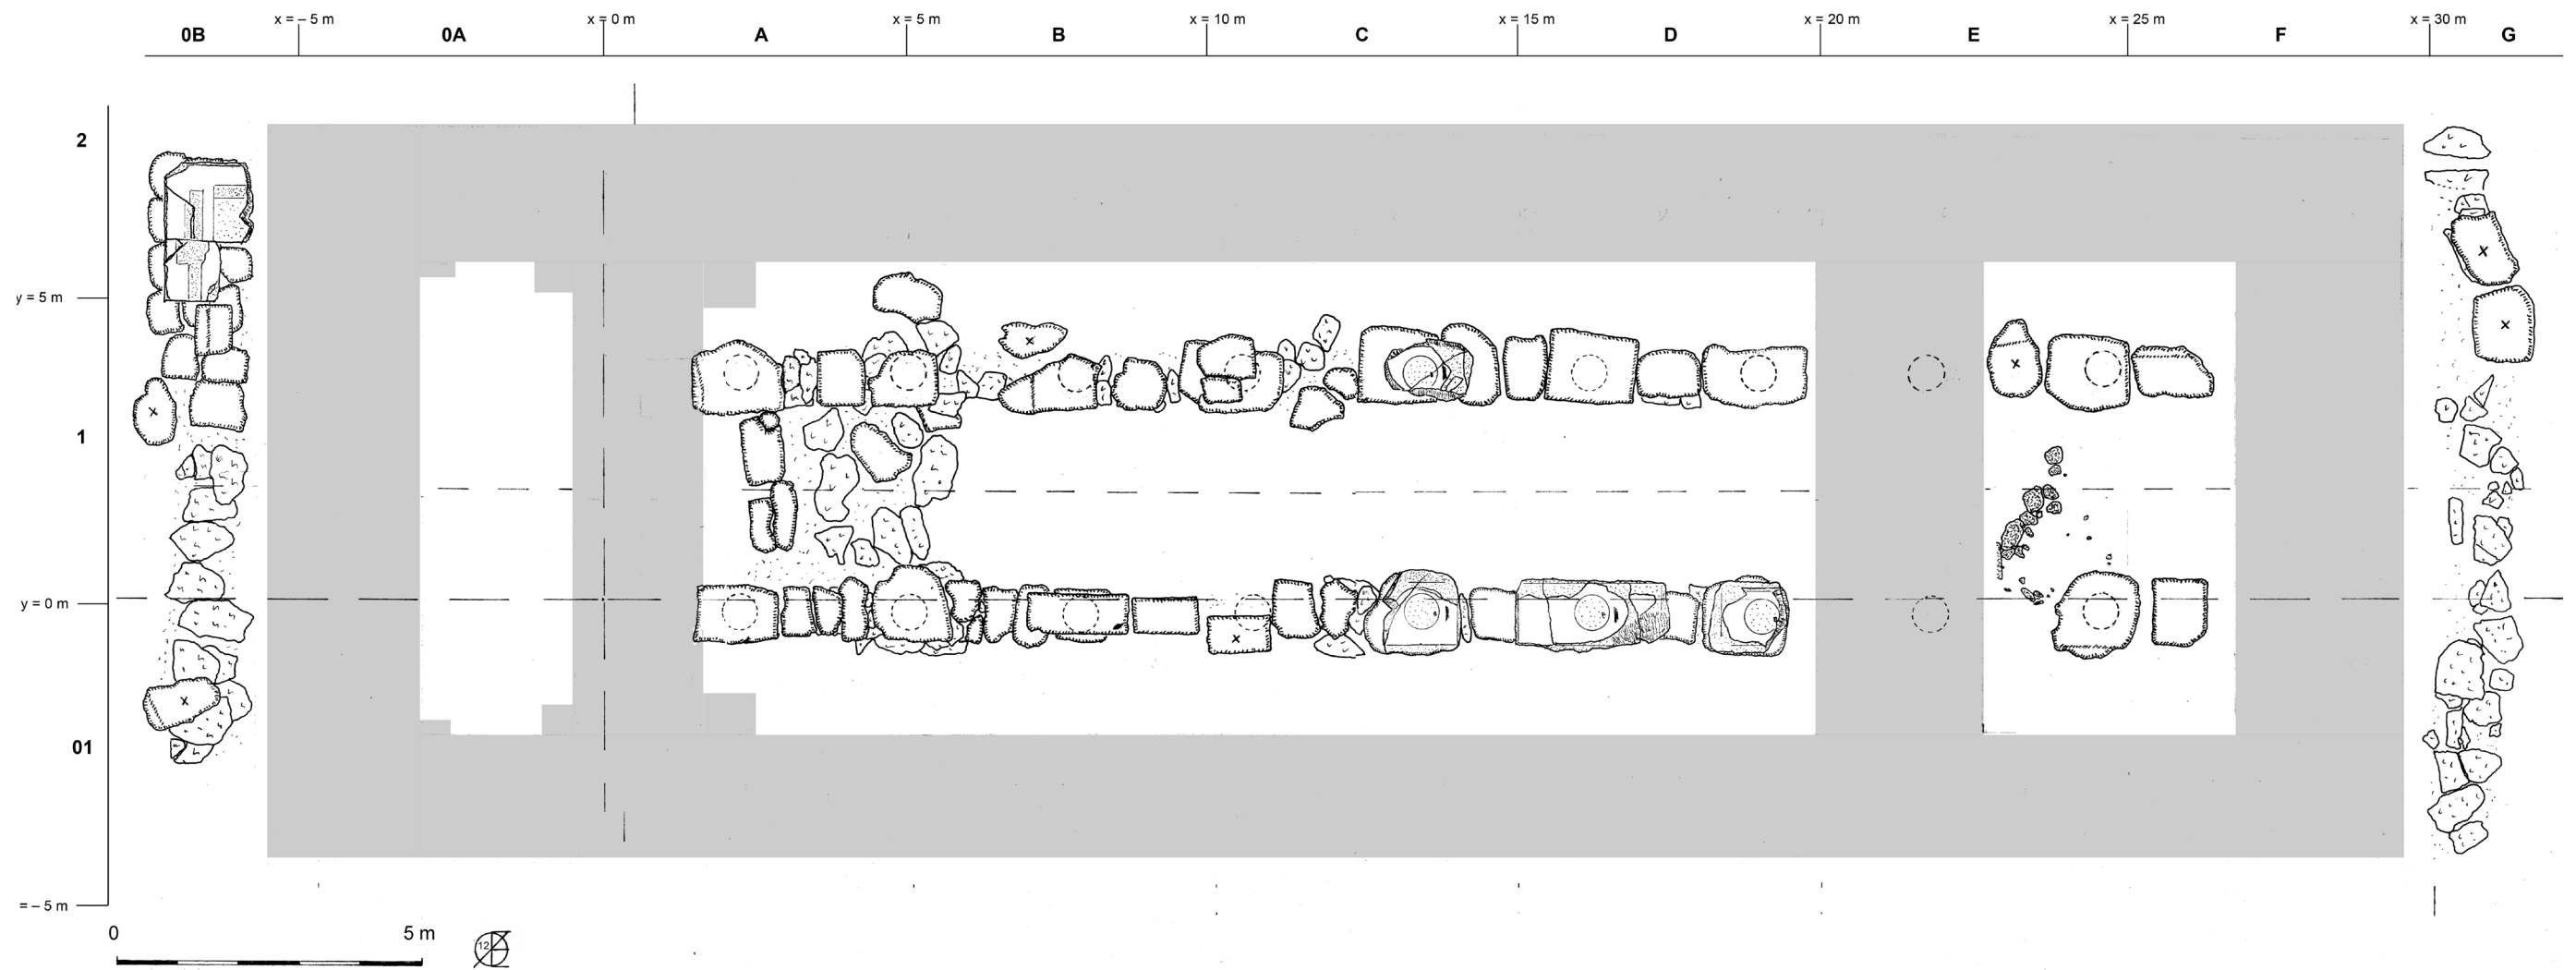 x = – 5 m x = 0 m x = 5 m x = 10 m x = 15 m x = 20 m x = 25 m x = 30 m
0B 0A A B C D E F G
2
y = 5 m
1
y = 0 m
01
= – 5 m
0 5 m
12